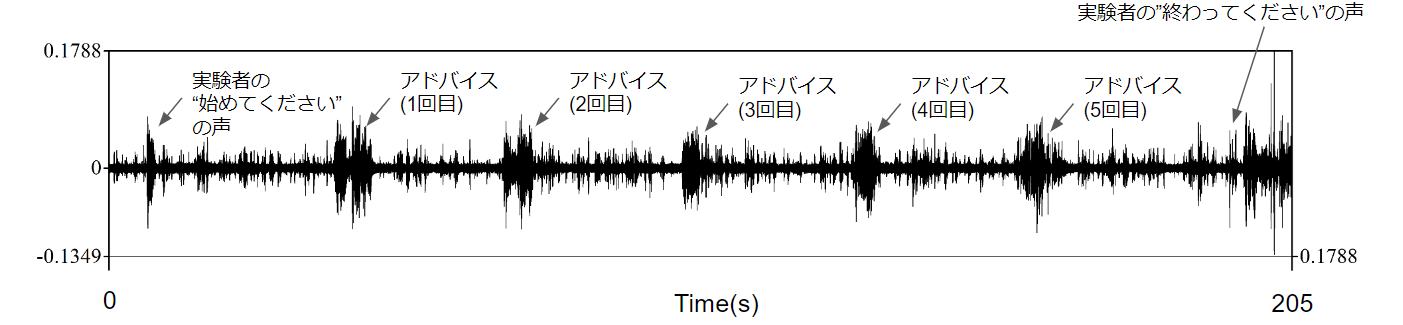 実験者の”終わってください”の声
0.1788
実験者の
“始めてください”
の声
アドバイス
(1回目)
アドバイス
(2回目)
アドバイス
(3回目)
アドバイス
(4回目)
アドバイス
(5回目)
0
-0.1349
0.1788
0
Time(s)
205